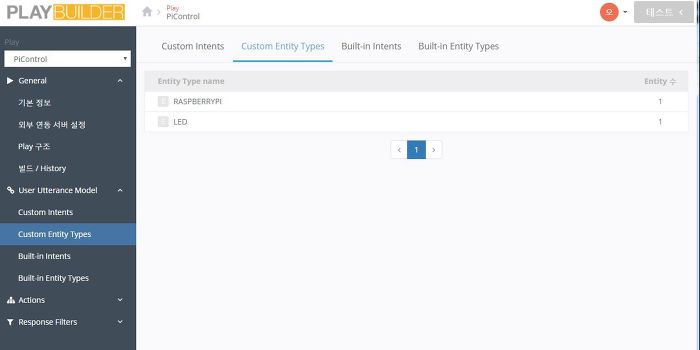 PLAYBUILDER
Play
PiControl
오
테스트
Play
PiControl
General
기본 정보
외부 연동 서버 설정
Play 구조
빌드 / History
User Utterance Model
Custom Intents
Custom Entity Types
Built-in Intents
Built-in Entity Types
Actions
Response Filters
Custom Intents Custom Entity Types Built-in Intents Built-in Entity Types
Entity Type name Entity 수
E RASPBERRYPI 1
E LED 1
1